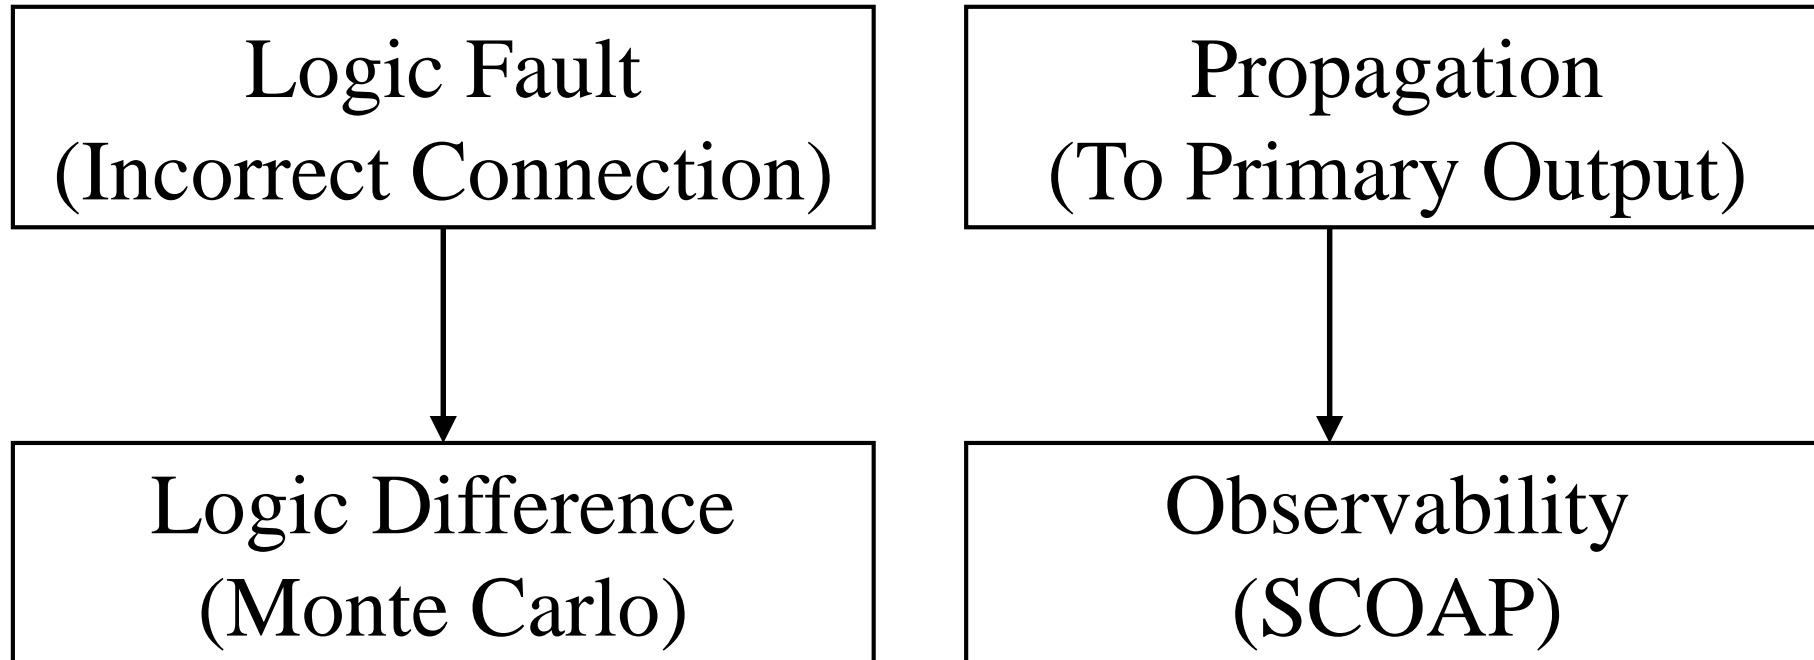 Logic Fault
(Incorrect Connection)
Propagation
(To Primary Output)
Logic Difference
(Monte Carlo)
Observability
(SCOAP)